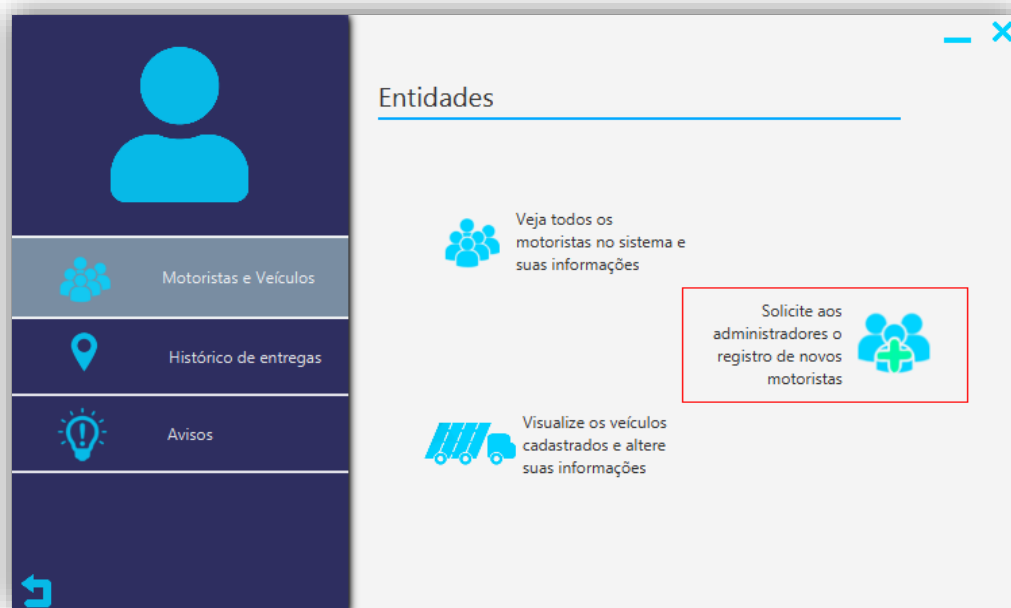 Motoristas e Veículos
Histórico de entregas
Avisos
Entidades
Veja todos os
motoristas no sistema e
suas informações
Solicite aos
administradores o
registro de novos
motoristas
Visualize os veículos
cadastrados e altere
suas informações